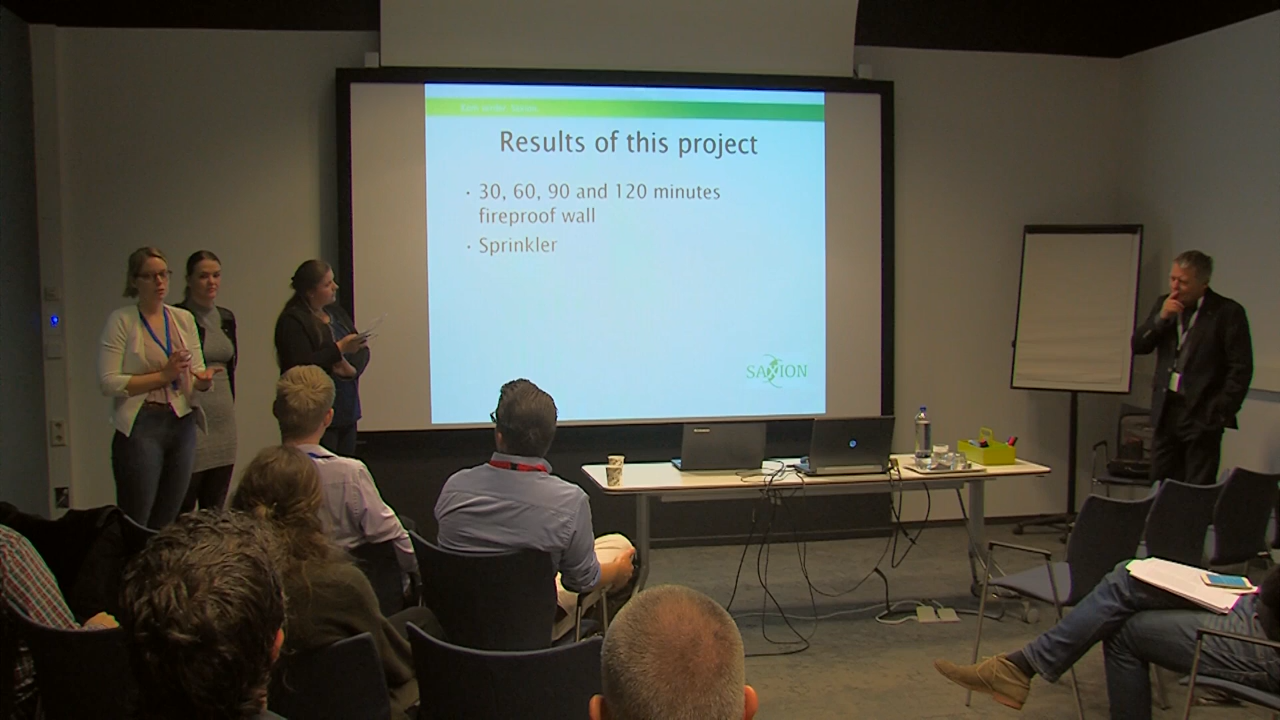 Results of this project
· 30, 60, 90 and 120 minutes
fireproof wall
· Sprinkler
SAXION